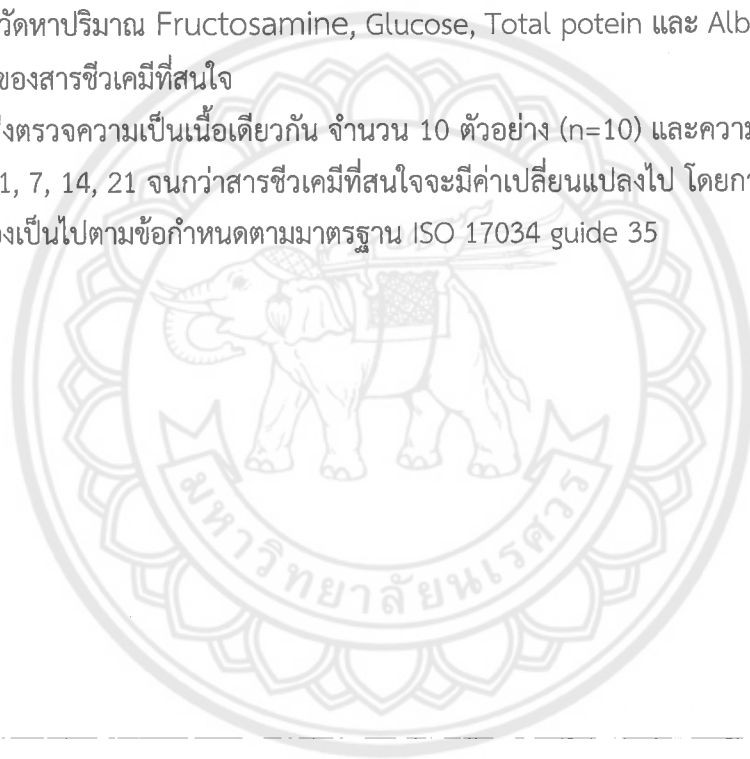 วัดหาปริมาณ Fructosamine, Glucose, Total potein และ Alb
ของสารชีวเคมีที่สนใจ
งตรวจความเป็นเนื้อเดียวกัน จำนวน 10 ตัวอย่าง (n=10) และความ
1, 7, 14, 21 จนกว่าสารชีวเคมีที่สนใจจะมีค่าเปลี่ยนแปลงไป โดยกา
งเป็นไปตามข้อกำหนดตามมาตรฐาน ISO 17034 guide 35
มหาวิทยาลัยนเรศวร